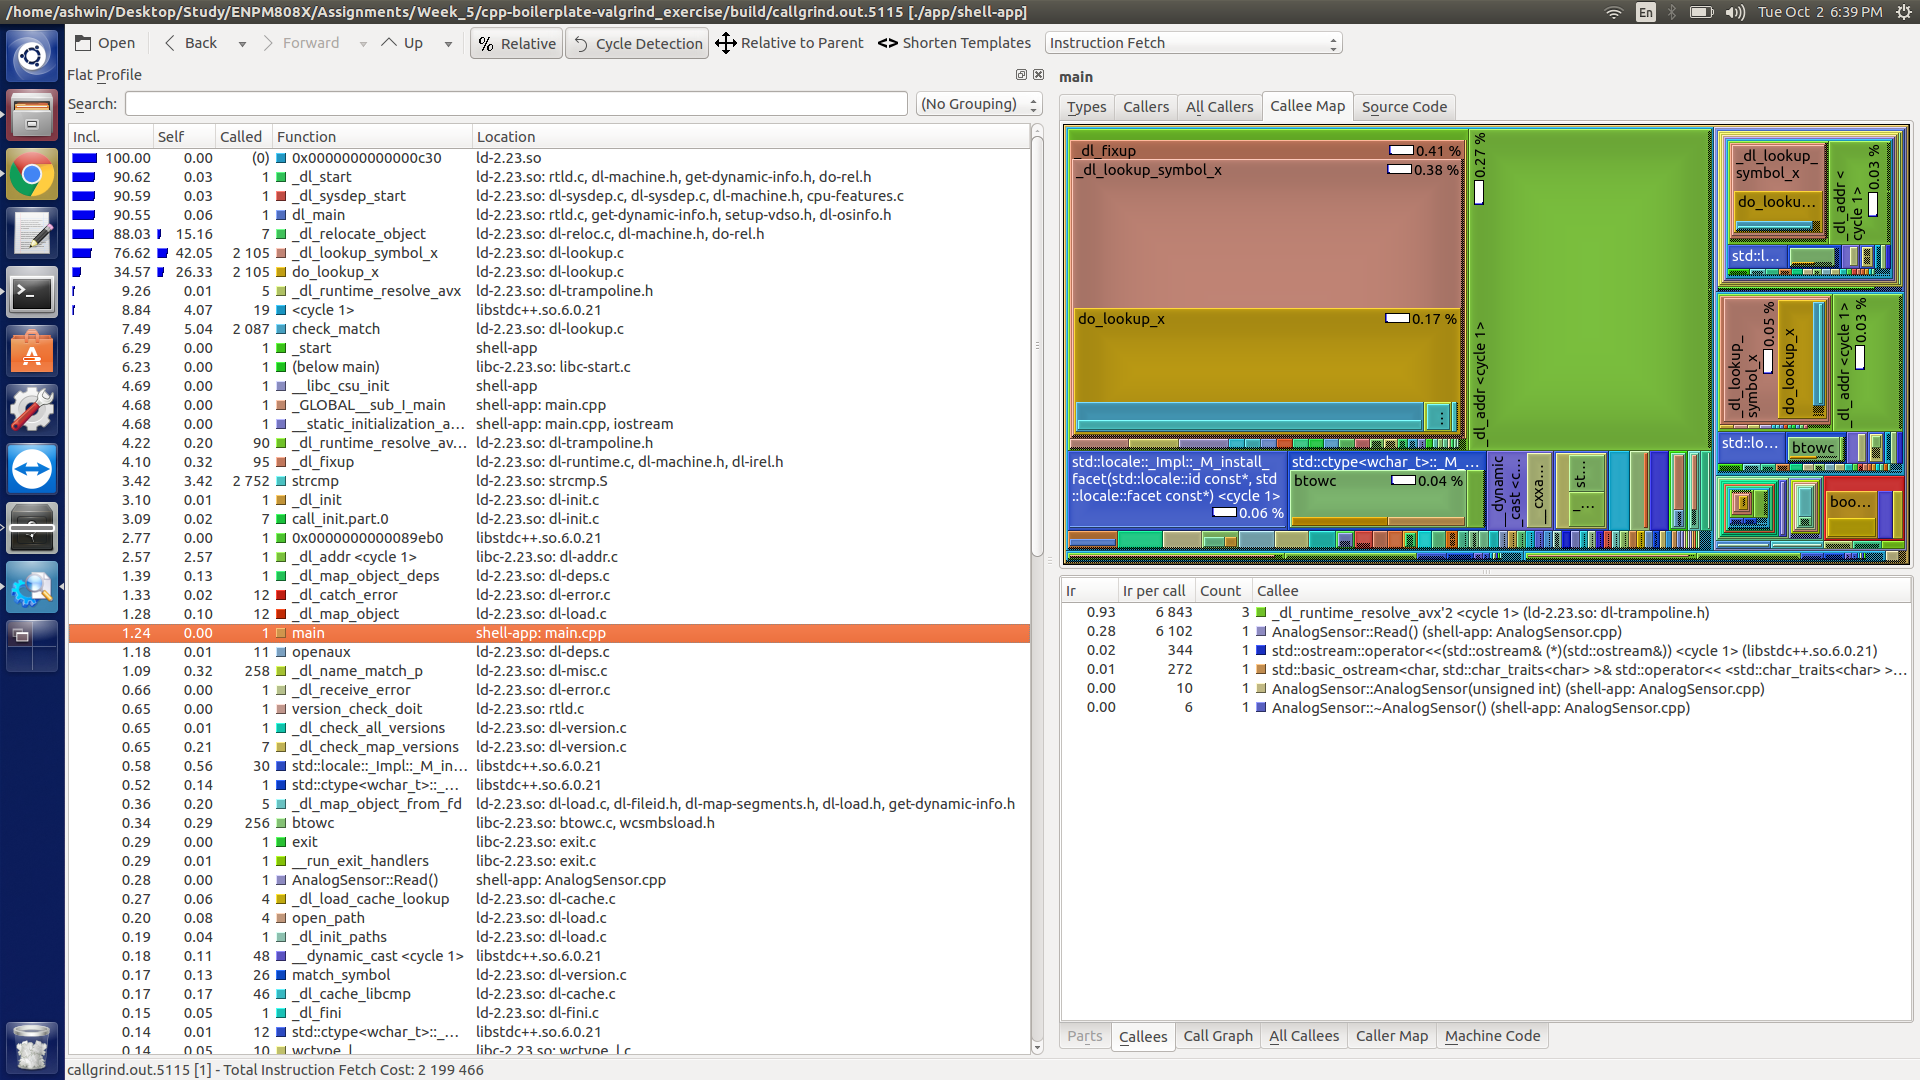 /home/ashwin/Desktop/Study/ENPM808X/Assignments/Week_5/cpp-boilerplate-valgrind_exercise/build/callgrind.out.5115 [./app/shell-app]
En
Tue Oct 2 6:39 PM
Open Back Forward Up % Relative Cycle Detection Relative to Parent <> Shorten Templates Instruction Fetch
Flat Profile
Search: (No Grouping)
Incl. Self Called Function Location
100.00 0.00 (0) 0x0000000000000c30 ld-2.23.so
90.62 0.03 1 _dl_start ld-2.23.so: rtld.c, dl-machine.h, get-dynamic-info.h, do-rel.h
90.59 0.03 1 _dl_sysdep_start ld-2.23.so: dl-sysdep.c, dl-sysdep.c, dl-machine.h, cpu-features.c
90.55 0.06 1 dl_main ld-2.23.so: rtld.c, get-dynamic-info.h, setup-vdso.h, dl-osinfo.h
88.03 15.16 7 _dl_relocate_object ld-2.23.so: dl-reloc.c, dl-machine.h, do-rel.h
76.62 42.05 2 105 _dl_lookup_symbol_x ld-2.23.so: dl-lookup.c
34.57 26.33 2 105 do_lookup_x ld-2.23.so: dl-lookup.c
9.26 0.01 5 _dl_runtime_resolve_avx ld-2.23.so: dl-trampoline.h
8.84 4.07 19 <cycle 1> libstdc++.so.6.0.21
7.49 5.04 2 087 check_match ld-2.23.so: dl-lookup.c
6.29 0.00 1 _start shell-app
6.23 0.00 1 (below main) libc-2.23.so: libc-start.c
4.69 0.00 1 __libc_csu_init shell-app
4.68 0.00 1 _GLOBAL__sub_I_main shell-app: main.cpp
4.68 0.00 1 __static_initialization_a... shell-app: main.cpp, iostream
4.22 0.20 90 _dl_runtime_resolve_av... ld-2.23.so: dl-trampoline.h
4.10 0.32 95 _dl_fixup ld-2.23.so: dl-runtime.c, dl-machine.h, dl-irel.h
3.42 3.42 2 752 strcmp ld-2.23.so: strcmp.S
3.10 0.01 1 _dl_init ld-2.23.so: dl-init.c
3.09 0.02 7 call_init.part.0 ld-2.23.so: dl-init.c
2.77 0.00 1 0x0000000000089eb0 libstdc++.so.6.0.21
2.57 2.57 1 _dl_addr <cycle 1> libc-2.23.so: dl-addr.c
1.39 0.13 1 _dl_map_object_deps ld-2.23.so: dl-deps.c
1.33 0.02 12 _dl_catch_error ld-2.23.so: dl-error.c
1.28 0.10 12 _dl_map_object ld-2.23.so: dl-load.c
1.24 0.00 1 main shell-app: main.cpp
1.18 0.01 11 openaux ld-2.23.so: dl-deps.c
1.09 0.32 258 _dl_name_match_p ld-2.23.so: dl-misc.c
0.66 0.00 1 _dl_receive_error ld-2.23.so: dl-error.c
0.65 0.00 1 version_check_doit ld-2.23.so: rtld.c
0.65 0.01 1 _dl_check_all_versions ld-2.23.so: dl-version.c
0.65 0.21 7 _dl_check_map_versions ld-2.23.so: dl-version.c
0.58 0.56 30 std::locale::_Impl::_M_in... libstdc++.so.6.0.21
0.52 0.14 1 std::ctype<wchar_t>::_... libstdc++.so.6.0.21
0.36 0.20 5 _dl_map_object_from_fd ld-2.23.so: dl-load.c, dl-fileid.h, dl-map-segments.h, dl-load.h, get-dynamic-info.h
0.34 0.29 256 btowc libc-2.23.so: btowc.c, wcsmbsload.h
0.29 0.00 1 exit libc-2.23.so: exit.c
0.29 0.01 1 __run_exit_handlers libc-2.23.so: exit.c
0.28 0.00 1 AnalogSensor::Read() shell-app: AnalogSensor.cpp
0.27 0.06 4 _dl_load_cache_lookup ld-2.23.so: dl-cache.c
0.20 0.08 4 open_path ld-2.23.so: dl-load.c
0.19 0.04 1 _dl_init_paths ld-2.23.so: dl-load.c
0.18 0.11 48 __dynamic_cast <cycle 1> libstdc++.so.6.0.21
0.17 0.13 26 match_symbol ld-2.23.so: dl-version.c
0.17 0.17 46 _dl_cache_libcmp ld-2.23.so: dl-cache.c
0.15 0.05 1 _dl_fini ld-2.23.so: dl-fini.c
0.14 0.01 12 std::ctype<wchar_t>::_... libstdc++.so.6.0.21
0.14 0.05 10 wctype_l libc-2.23.so: wctype_l.c
callgrind.out.5115 [1] - Total Instruction Fetch Cost: 2 199 466
main
Types Callers All Callers Callee Map Source Code
_dl_fixup 0.41 %
_dl_lookup_symbol_x 0.38 %
do_lookup_x 0.17 %
_dl_addr <cycle 1> 0.27 %
std::locale::_Impl::_M_install_
facet(std::locale::id const*, std
::locale::facet const*) <cycle 1>
0.06 %
std::ctype<wchar_t>::_M_...
btowc 0.04 %
__dynamic
_cast <c...
__cxxa...
st...
_...
_dl_lookup_
symbol_x
do_looku...
_dl_addr <
cycle 1> 0.03 %
std::l...
_dl_lookup_
symbol_x 0.05 %
do_lookup_x
_dl_addr <cycle 1> 0.03 %
std::lo...
btowc
boo...
Ir Ir per call Count Callee
0.93 6 843 3 _dl_runtime_resolve_avx'2 <cycle 1> (ld-2.23.so: dl-trampoline.h)
0.28 6 102 1 AnalogSensor::Read() (shell-app: AnalogSensor.cpp)
0.02 344 1 std::ostream::operator<<(std::ostream& (*)(std::ostream&)) <cycle 1> (libstdc++.so.6.0.21)
0.01 272 1 std::basic_ostream<char, std::char_traits<char> >& std::operator<< <std::char_traits<char> >...
0.00 10 1 AnalogSensor::AnalogSensor(unsigned int) (shell-app: AnalogSensor.cpp)
0.00 6 1 AnalogSensor::~AnalogSensor() (shell-app: AnalogSensor.cpp)
Parts Callees Call Graph All Callees Caller Map Machine Code